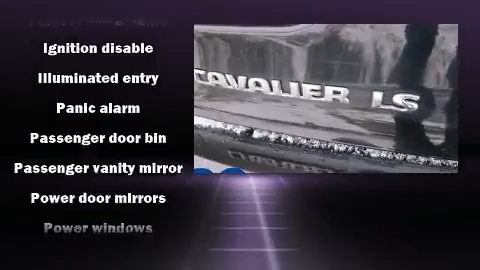 Ignition disable
Illuminated entry
Panic alarm
Passenger door bin
Passenger vanity mirror
Power door mirrors
Power windows
CAVALIER LS